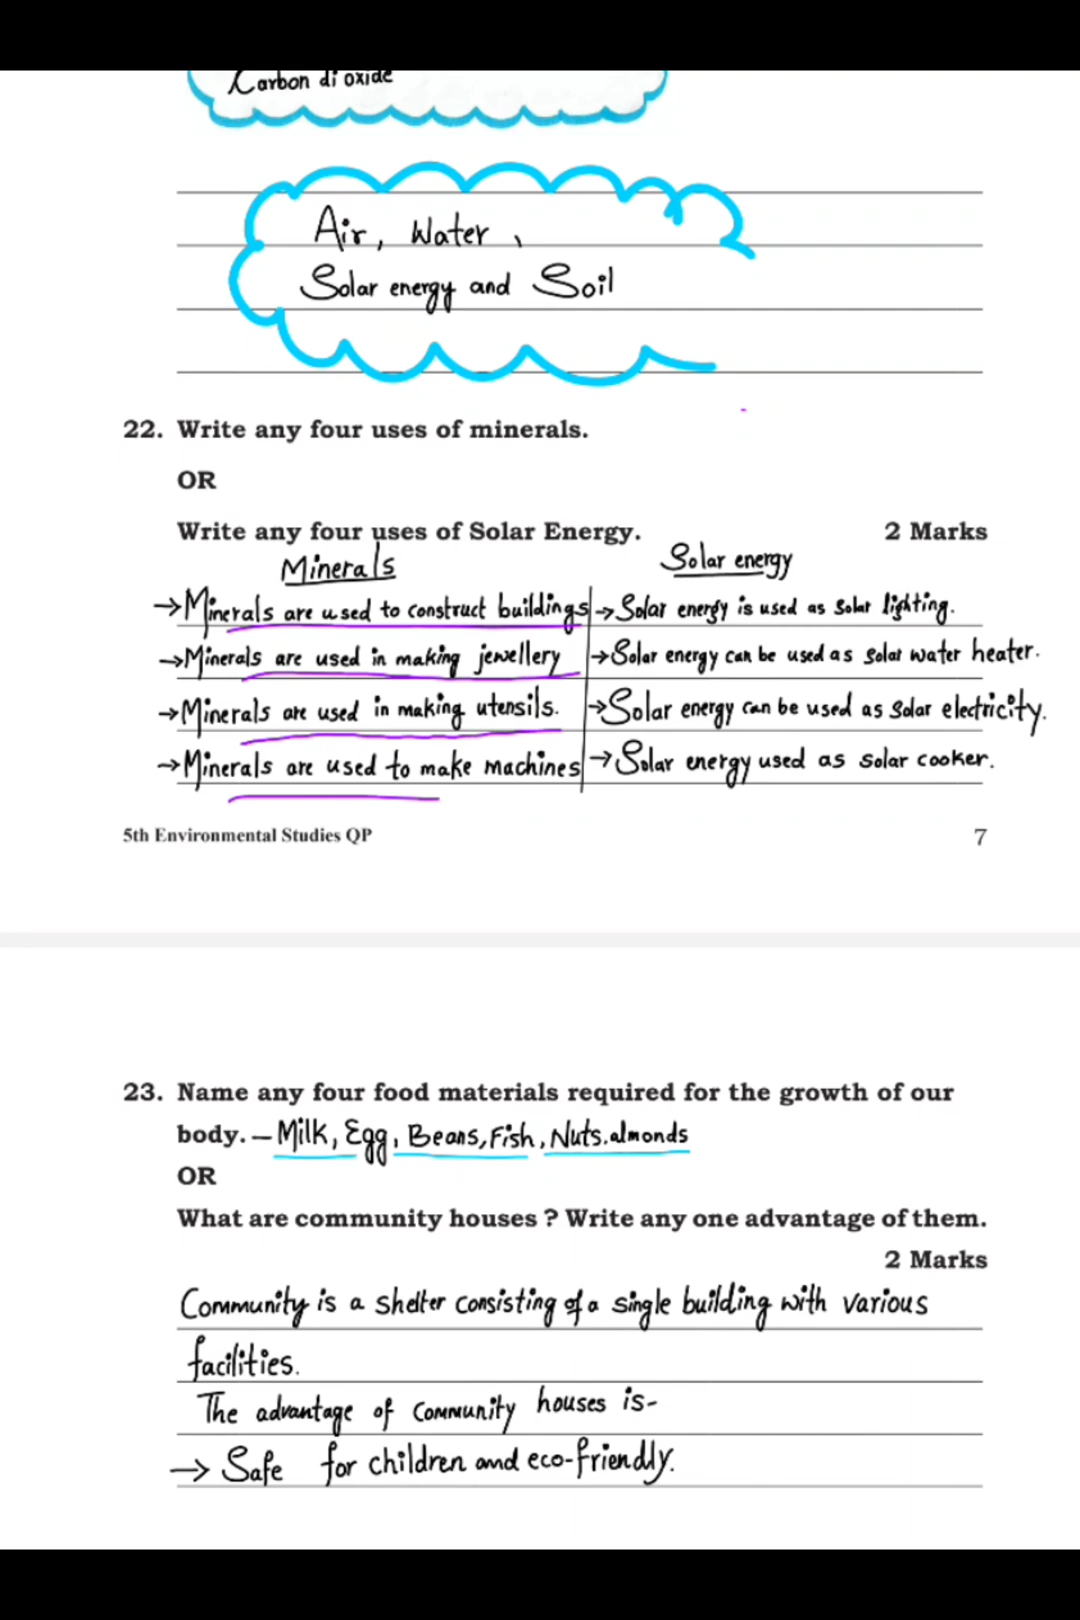 Carbon di oxide
Air, Water,
Solar energy and Soil
22. Write any four uses of minerals.
OR
Write any four uses of Solar Energy. 2 Marks
Minerals Solar energy
→Minerals are used to construct buildings →Solar energy is used as Solar lighting.
→Minerals are used in making jewellery →Solar energy can be used as Solar water heater.
→Minerals are used in making utensils. →Solar energy can be used as Solar electricity.
→Minerals are used to make machines →Solar energy used as solar cooker.
5th Environmental Studies QP 7
23. Name any four food materials required for the growth of our
body. – Milk, Egg, Beans, Fish, Nuts.almonds
OR
What are community houses ? Write any one advantage of them.
2 Marks
Community is a shelter consisting of a single building with various
facilities.
The advantage of community houses is-
→ Safe for children and eco-friendly.